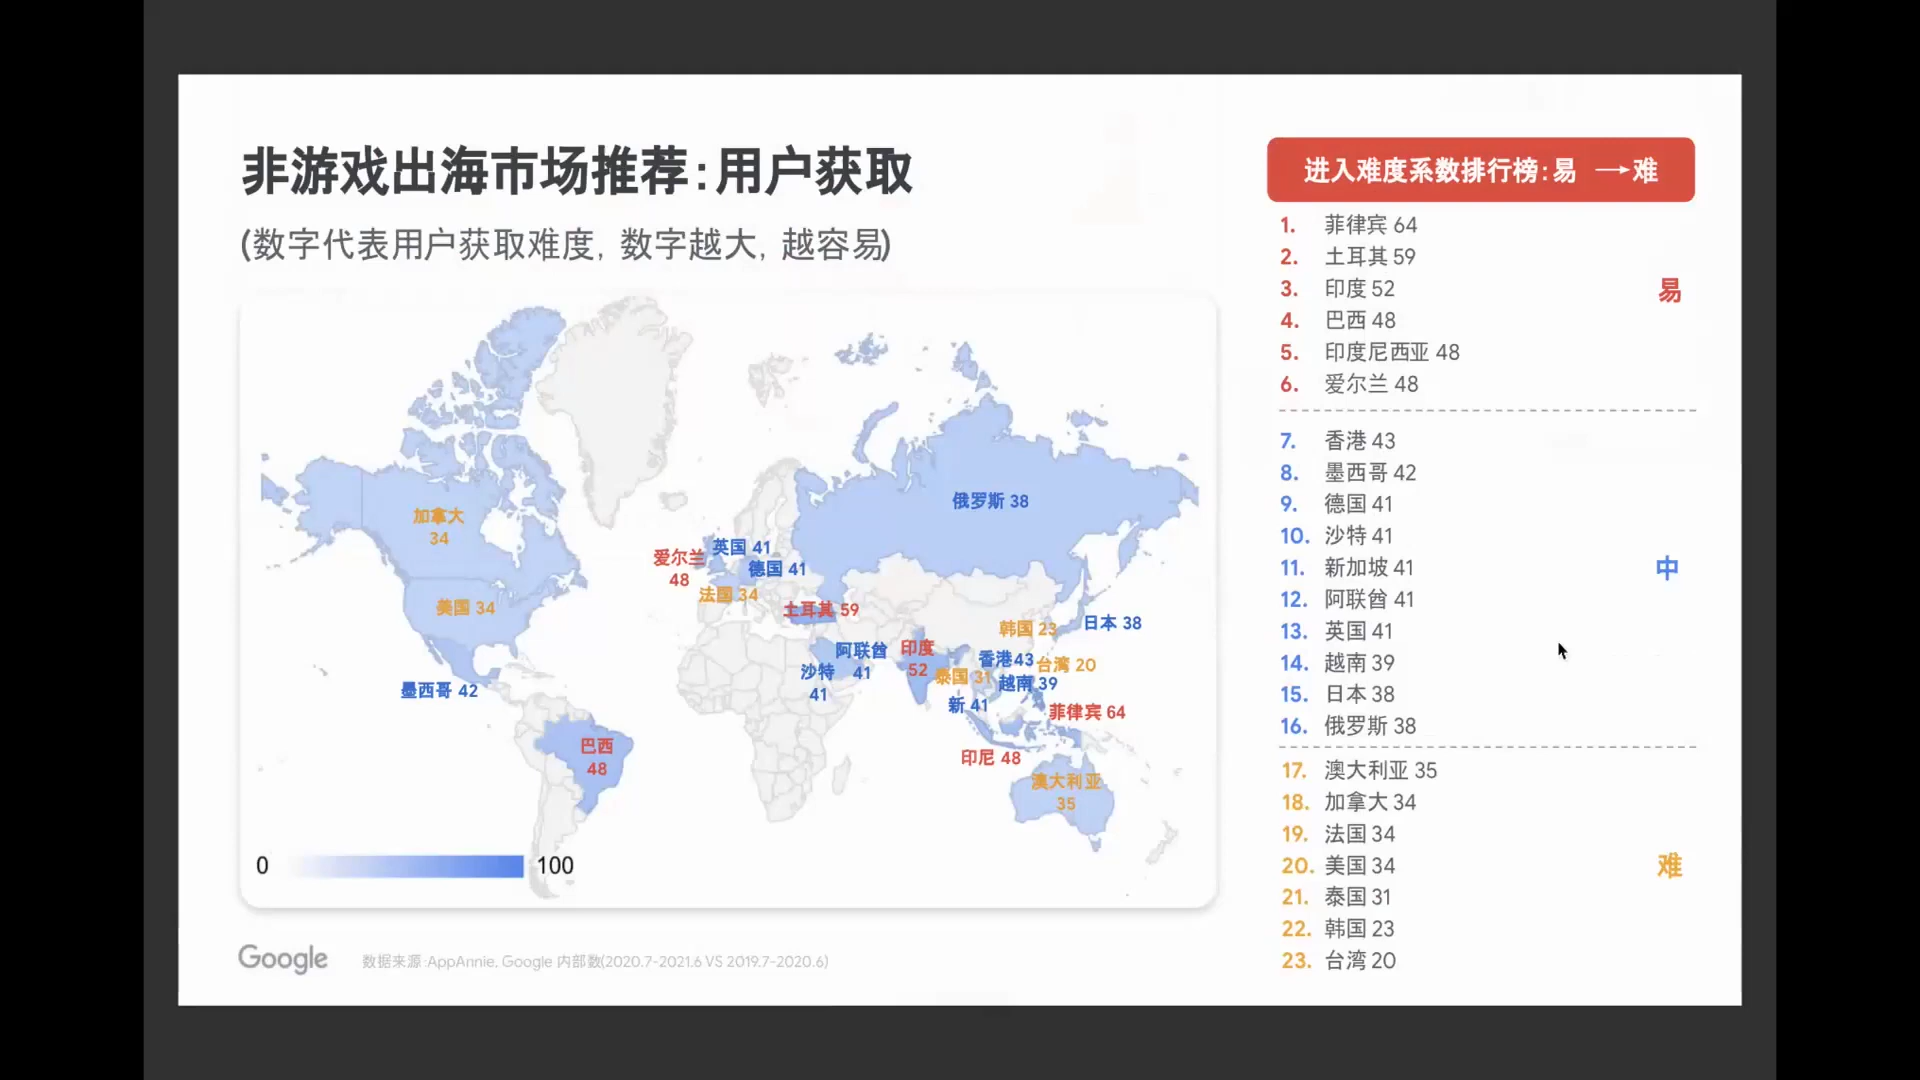 非游戏出海市场推荐:用户获取
(数字代表用户获取难度, 数字越大, 越容易)
加拿大
34
美国 34
墨西哥 42
巴西
48
爱尔兰
48
英国 41
德国 41
法国 34
土耳其 59
俄罗斯 38
阿联酋
41
沙特
41
印度
52
韩国 23
日本 38
香港43
台湾 20
泰国 31
越南 39
新 41
菲律宾 64
印尼 48
澳大利亚
35
0
100
Google
数据来源:AppAnnie, Google 内部数(2020.7-2021.6 VS 2019.7-2020.6)
进入难度系数排行榜:易 →难
1. 菲律宾 64
2. 土耳其 59
3. 印度 52
4. 巴西 48
5. 印度尼西亚 48
6. 爱尔兰 48
易
7. 香港 43
8. 墨西哥 42
9. 德国 41
10. 沙特 41
11. 新加坡 41
12. 阿联酋 41
13. 英国 41
14. 越南 39
15. 日本 38
16. 俄罗斯 38
中
17. 澳大利亚 35
18. 加拿大 34
19. 法国 34
20. 美国 34
21. 泰国 31
22. 韩国 23
23. 台湾 20
难